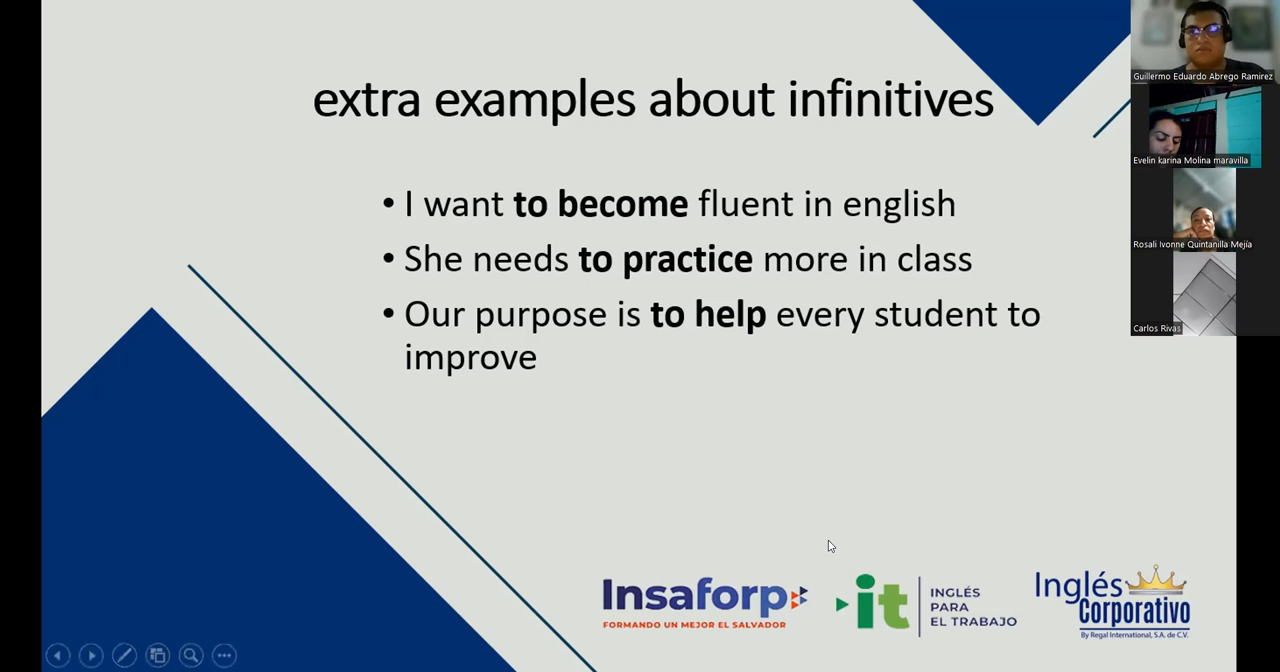 extra examples about infinitives
• I want to become fluent in english
• She needs to practice more in class
• Our purpose is to help every student to
improve
Guillermo Eduardo Abrego Ramirez
Evelin karina Molina maravilla
Rosali Ivonne Quintanilla Mejía
Carlos Rivas
Insaforp
FORMANDO UN MEJOR EL SALVADOR
it
INGLÉS
PARA
EL TRABAJO
Inglés
Corporativo
By Regal International, S.A. de C.V.